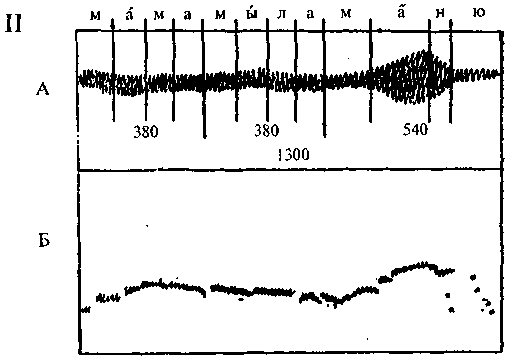 II
м а́ м а м ы́ л а м а̋ н ю
А
380 380 540
1300
Б